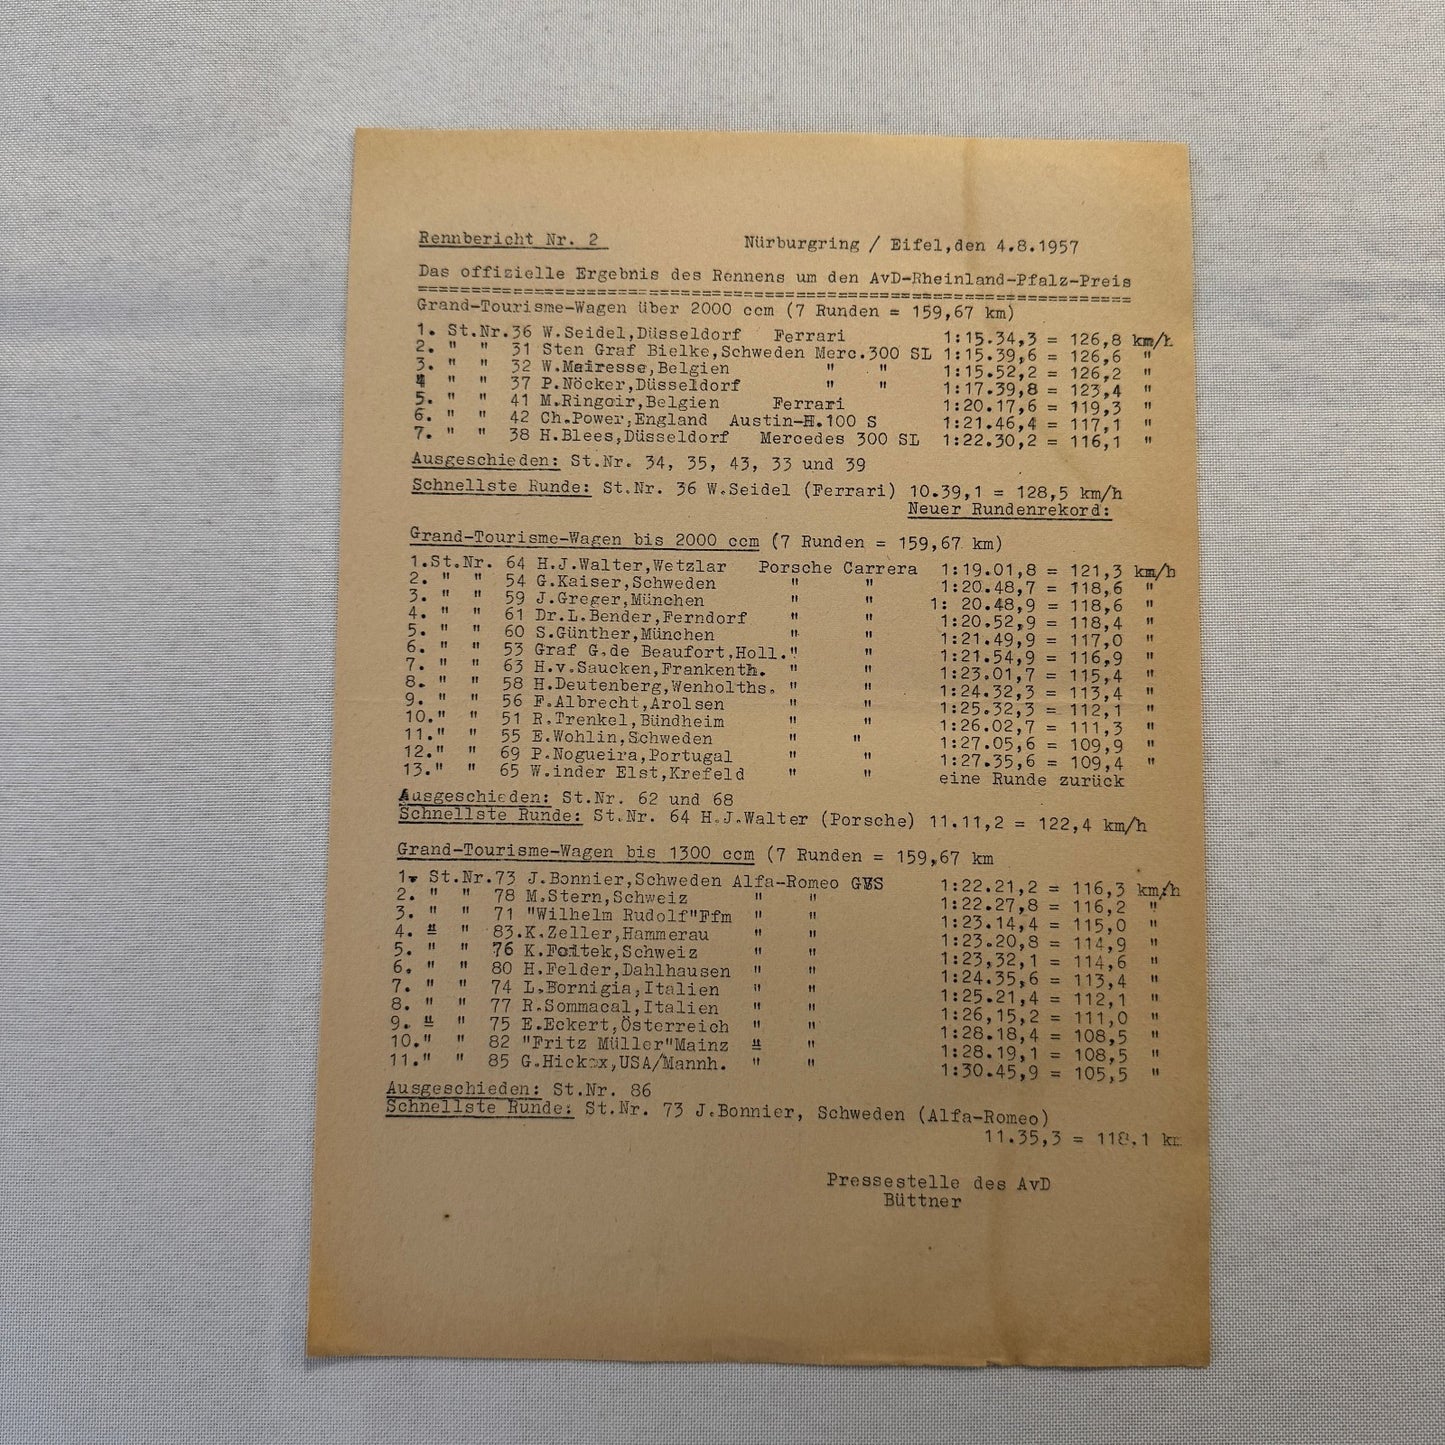 Rennbericht Nr. 2 Nürburgring / Eifel,den 4.8.1957
Das offizielle Ergebnis des Rennens um den AvD-Rheinland-Pfalz-Preis
=====================================================================
Grand-Tourisme-Wagen über 2000 ccm (7 Runden = 159,67 km)
1. St.Nr.36 W.Seidel,Düsseldorf Ferrari 1:15.34,3 = 126,8 km/h
2. " " 31 Sten Graf Bielke,Schweden Merc.300 SL 1:15.39,6 = 126,6 "
3. " " 32 W.Mairesse,Belgien " " 1:15.52,2 = 126,2 "
4 " " 37 P.Nöcker,Düsseldorf " " 1:17.39,8 = 123,4 "
5. " " 41 M.Ringoir,Belgien Ferrari 1:20.17,6 = 119,3 "
6. " " 42 Ch.Power,England Austin-H.100 S 1:21.46,4 = 117,1 "
7. " " 38 H.Blees,Düsseldorf Mercedes 300 SL 1:22.30,2 = 116,1 "
Ausgeschieden: St.Nr. 34, 35, 43, 33 und 39
Schnellste Runde: St.Nr. 36 W.Seidel (Ferrari) 10.39,1 = 128,5 km/h
Neuer Rundenrekord:
Grand-Tourisme-Wagen bis 2000 ccm (7 Runden = 159,67 km)
1.St.Nr. 64 H.J.Walter,Wetzlar Porsche Carrera 1:19.01,8 = 121,3 km/h
2. " " 54 G.Kaiser,Schweden " " 1:20.48,7 = 118,6 "
3. " " 59 J.Greger,München " " 1: 20.48,9 = 118,6 "
4. " " 61 Dr.L.Bender,Ferndorf " " 1:20.52,9 = 118,4 "
5. " " 60 S.Günther,München " " 1:21.49,9 = 117,0 "
6. " " 53 Graf G.de Beaufort,Holl." " 1:21.54,9 = 116,9 "
7. " " 63 H.v.Saucken,Frankenth. " " 1:23.01,7 = 115,4 "
8. " " 58 H.Deutenberg,Wenholths. " " 1:24.32,3 = 113,4 "
9. " " 56 F.Albrecht,Arolsen " " 1:25.32,3 = 112,1 "
10." " 51 R.Trenkel,Bündheim " " 1:26.02,7 = 111,3 "
11." " 55 E.Wohlin,Schweden " " 1:27.05,6 = 109,9 "
12." " 69 P.Nogueira,Portugal " " 1:27.35,6 = 109,4 "
13." " 65 W.inder Elst,Krefeld " " eine Runde zurück
Ausgeschieden: St.Nr. 62 und 68
Schnellste Runde: St.Nr. 64 H.J.Walter (Porsche) 11.11,2 = 122,4 km/h
Grand-Tourisme-Wagen bis 1300 ccm (7 Runden = 159,67 km
1. St.Nr.73 J.Bonnier,Schweden Alfa-Romeo 1:22.21,2 = 116,3 km/h
2. " " 78 M.Stern,Schweiz " " 1:22.27,8 = 116,2 "
3. " " 71 "Wilhelm Rudolf"Ffm " " 1:23.14,4 = 115,0 "
4. " " 83.K.Zeller,Hammerau " " 1:23.20,8 = 114,9 "
5. " " 76 K.Foitek,Schweiz " " 1:23,32,1 = 114,6 "
6. " " 80 H.Felder,Dahlhausen " " 1:24.35,6 = 113,4 "
7. " " 74 L.Bornigia,Italien " " 1:25.21,4 = 112,1 "
8. " " 77 R.Sommacal,Italien " " 1:26,15,2 = 111,0 "
9. " " 75 E.Eckert,Österreich " " 1:28.18,4 = 108,5 "
10." " 82 "Fritz Müller"Mainz " " 1:28.19,1 = 108,5 "
11." " 85 USA/Mannh. " " 1:30.45,9 = 105,5 "
Ausgeschieden: St.Nr. 86
Schnellste Runde: St.Nr. 73 J.Bonnier, Schweden (Alfa-Romeo)
11.35,3 = 118,1 km
Pressestelle des AvD
Büttner